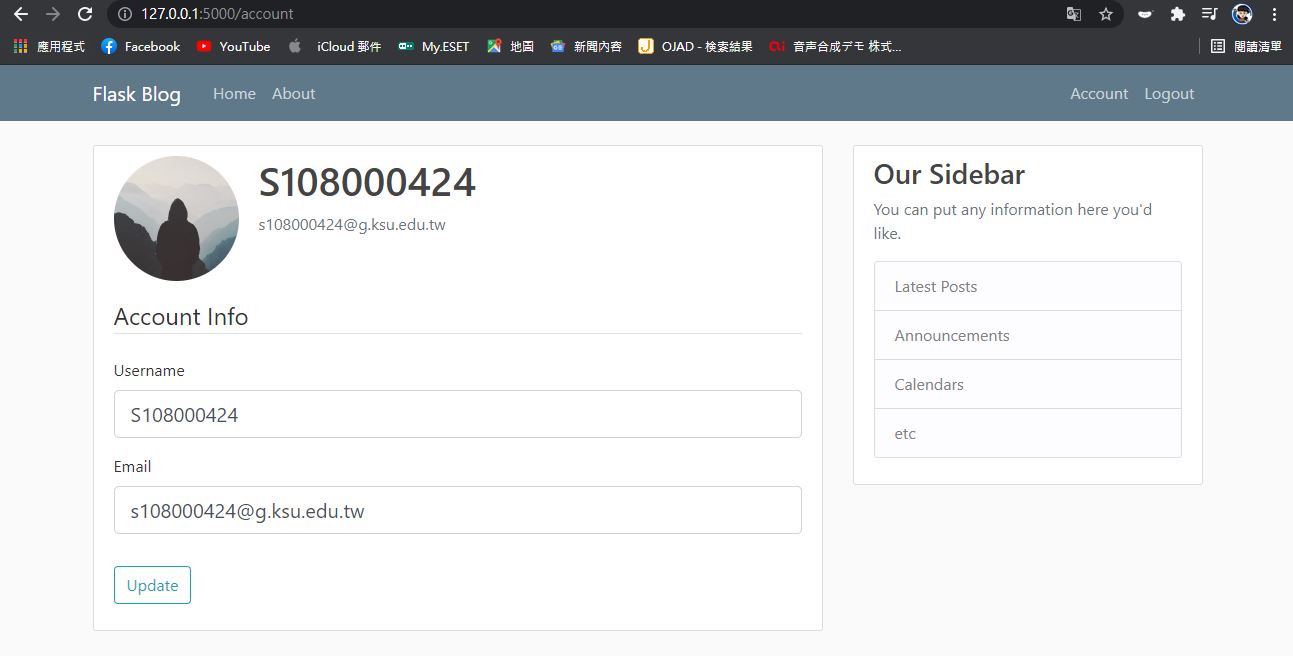 127.0.0.1:5000/account
應用程式 Facebook YouTube iCloud 郵件 My.ESET 地圖 新聞內容 OJAD - 検索結果 音声合成デモ 株式... 閱讀清單
Flask Blog Home About Account Logout
S108000424
s108000424@g.ksu.edu.tw
Account Info
Username
S108000424
Email
s108000424@g.ksu.edu.tw
Update
Our Sidebar
You can put any information here you'd
like.
Latest Posts
Announcements
Calendars
etc